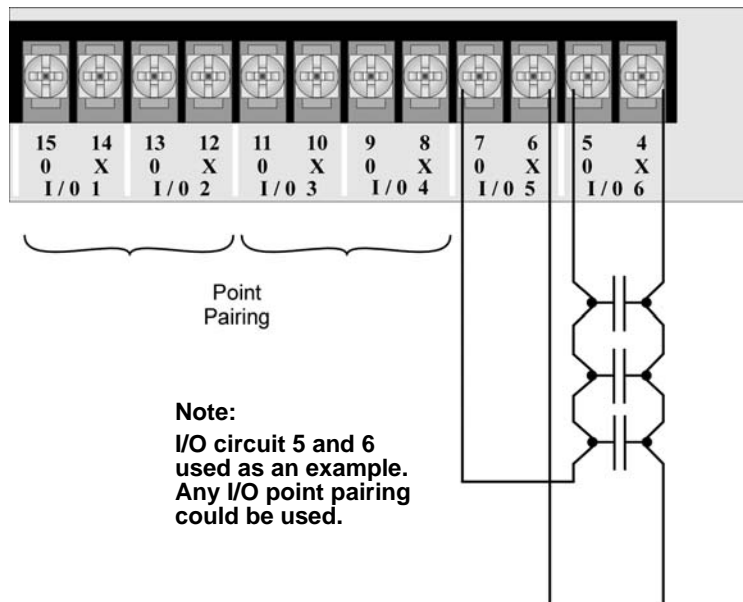 15 14 13 12 11 10 9 8 7 6 5 4
0 X 0 X 0 X 0 X 0 X 0 X
I/0 1 I/0 2 I/0 3 I/0 4 I/0 5 I/0 6
Point
Pairing
Note:
I/O circuit 5 and 6
used as an example.
Any I/O point pairing
could be used.